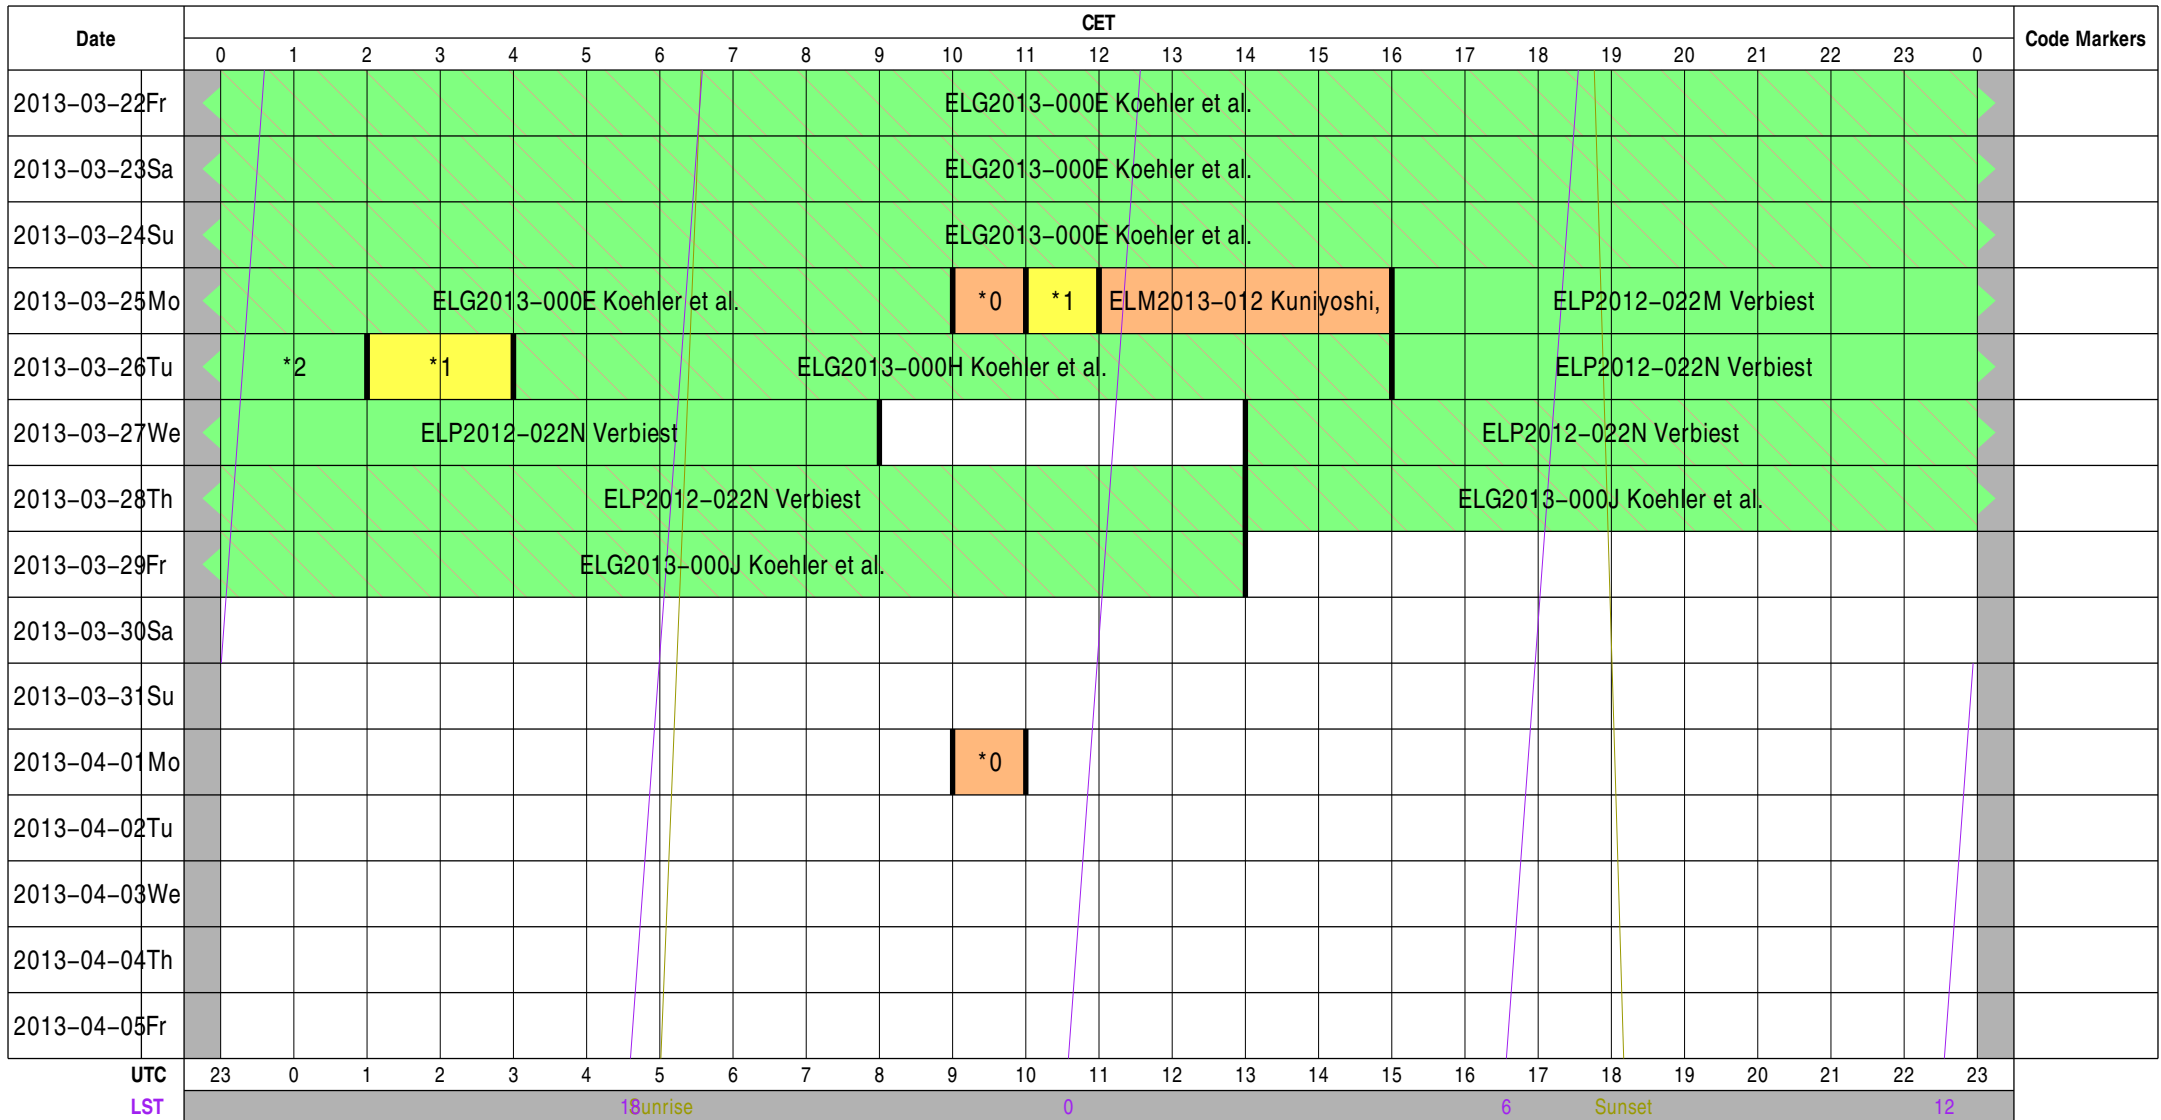 CET
Date
Code Markers
0 1 2 3 4 5 6 7 8 9 10 11 12 13 14 15 16 17 18 19 20 21 22 23 0
2013-03-22Fr ELG2013-000E Koehler et al.
2013-03-23Sa ELG2013-000E Koehler et al.
2013-03-24Su ELG2013-000E Koehler et al.
2013-03-25Mo ELG2013-000E Koehler et al. *0 *1 ELM2013-012 Kuniyoshi, ELP2012-022M Verbiest
2013-03-26Tu *2 *1 ELG2013-000H Koehler et al. ELP2012-022N Verbiest
2013-03-27We ELP2012-022N Verbiest ELP2012-022N Verbiest
2013-03-28Th ELP2012-022N Verbiest ELG2013-000J Koehler et al.
2013-03-29Fr ELG2013-000J Koehler et al.
2013-03-30Sa
2013-03-31Su
2013-04-01Mo *0
2013-04-02Tu
2013-04-03We
2013-04-04Th
2013-04-05Fr
UTC 23 0 1 2 3 4 5 6 7 8 9 10 11 12 13 14 15 16 17 18 19 20 21 22 23
LST 18 Sunrise 0 6 Sunset 12